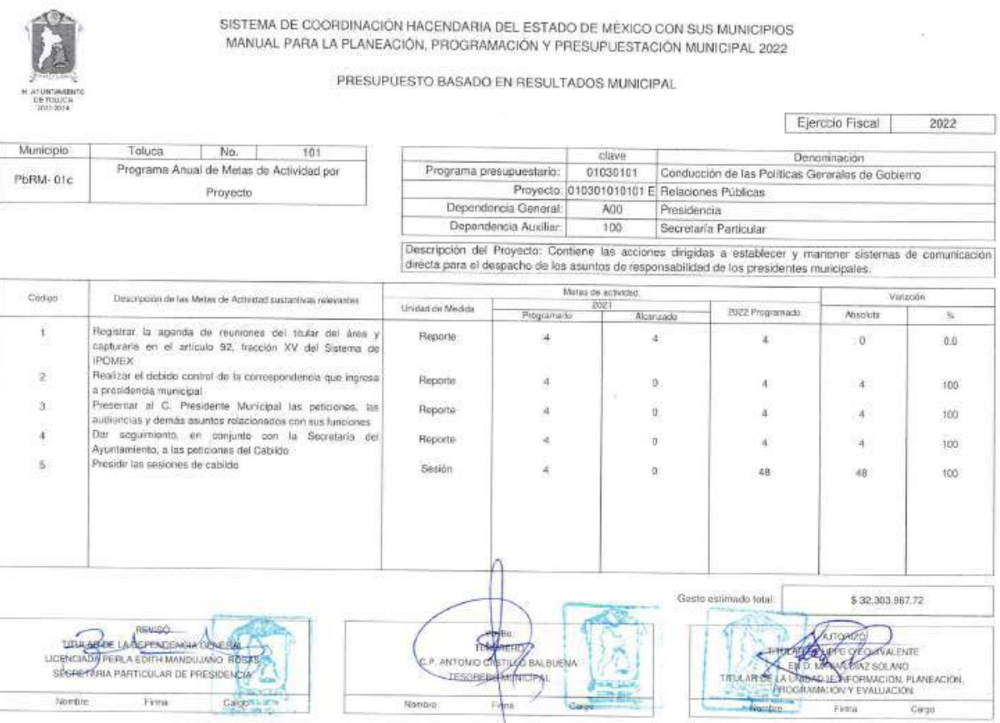 SISTEMA DE COORDINACIÓN HACENDARIA DEL ESTADO DE MÉXICO CON SUS MUNICIPIOS
MANUAL PARA LA PLANEACIÓN, PROGRAMACIÓN Y PRESUPUESTACIÓN MUNICIPAL 2022
H. AYUNTAMIENTO
DE TOLUCA
PRESUPUESTO BASADO EN RESULTADOS MUNICIPAL
Ejercicio Fiscal 2022
Municipio Toluca No. 101
PbRM- 01c Programa Anual de Metas de Actividad por
Proyecto
clave Denominación
Programa presupuestario: 01030101 Conducción de las Políticas Generales de Gobierno
Proyecto: 010301010101 E Relaciones Públicas
Dependencia General: A00 Presidencia
Dependencia Auxiliar: 100 Secretaría Particular
Descripción del Proyecto: Contiene las acciones dirigidas a establecer y mantener sistemas de comunicación
directa para el despacho de los asuntos de responsabilidad de los presidentes municipales.
Código Descripción de las Metas de Actividad sustantivas relevantes Unidad de Medida Metas de actividad Variación
2021 2022 Programado Absoluta %
Programado Alcanzado
1 Registrar la agenda de reuniones del titular del área y Reporte 4 4 4 0 0.0
capturarla en el artículo 92, fracción XV del Sistema de
IPOMEX
2 Realizar el debido control de la correspondencia que ingresa Reporte 4 0 4 4 100
a presidencia municipal
3 Presentar al C. Presidente Municipal las peticiones, las Reporte 4 0 4 4 100
audiencias y demás asuntos relacionados con sus funciones
4 Dar seguimiento, en conjunto con la Secretaría del Reporte 4 0 4 4 100
Ayuntamiento, a las peticiones del Cabildo
5 Presidir las sesiones de cabildo Sesión 4 0 48 48 100
Gasto estimado total: $ 32,303,967.72
REVISÓ
TITULAR DE LA DEPENDENCIA GENERAL
LICENCIADA PERLA EDITH MANDUJANO ROSAS
SECRETARIA PARTICULAR DE PRESIDENCIA
Nombre Firma Cargo
TESORERO
C.P. ANTONIO CASTILLO BALBUENA
TESORERO MUNICIPAL
Nombre Firma Cargo
AUTORIZÓ
TITULAR DE UIPPE O EQUIVALENTE
EN D. DIAZ SOLANO
TITULAR DE LA UNIDAD DE INFORMACIÓN, PLANEACIÓN,
PROGRAMACIÓN Y EVALUACIÓN
Nombre Firma Cargo